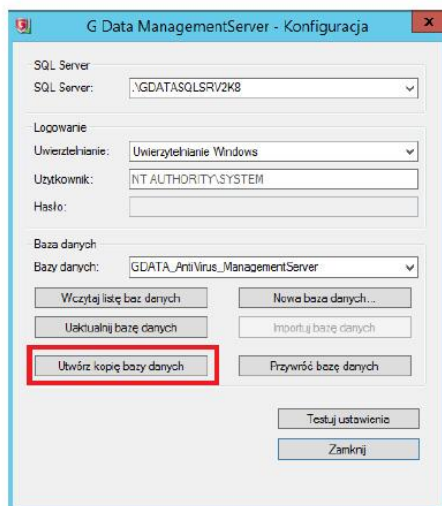 G Data ManagementServer - Konfiguracja
x
SQL Server
SQL Server: .\GDATASQLSRV2K8
Logowanie
Uwierztelnianie: Uwierzytelnianie Windows
Użytkownik: NT AUTHORITY\SYSTEM
Hasło:
Baza danych
Bazy danych: GDATA_AntiVirus_ManagementServer
Wczytaj listę baz danych Nowa baza danych...
Uaktualnij bazę danych Importuj bazę danych
Utwórz kopię bazy danych Przywróć bazę danych
Testuj ustawienia
Zamknij